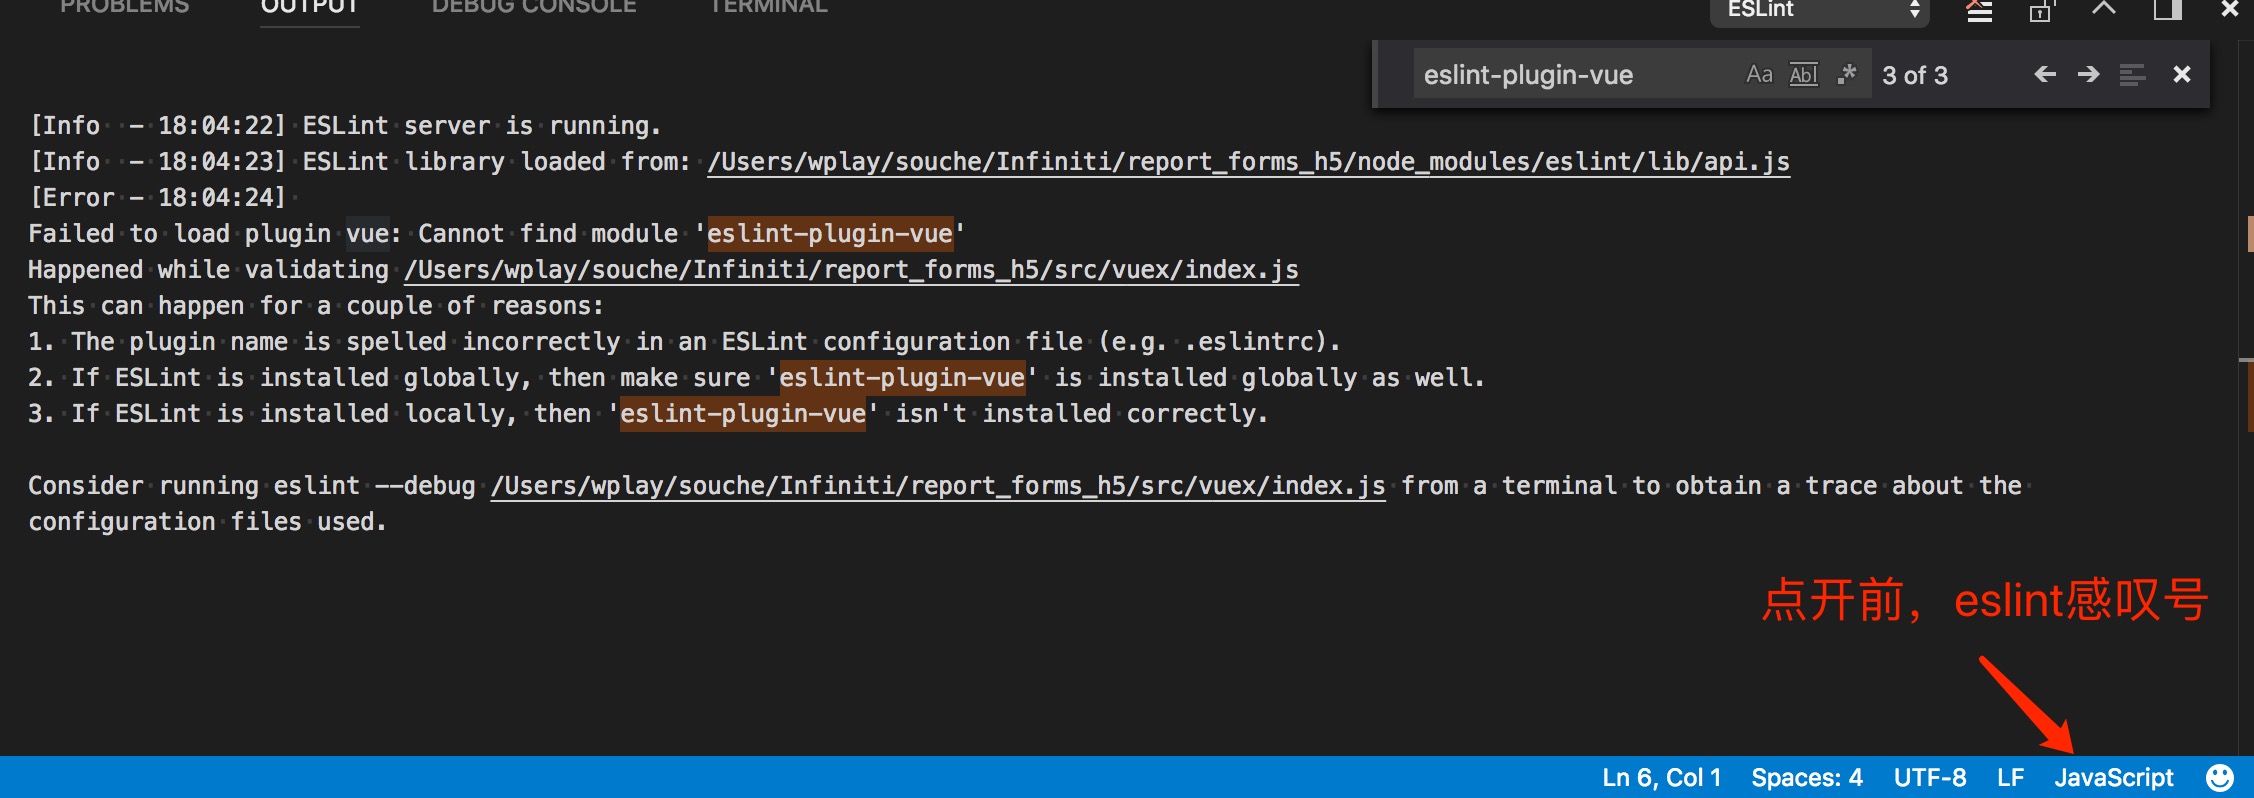 PROBLEMS OUTPUT DEBUG CONSOLE TERMINAL ESLint
eslint-plugin-vue Aa Abl .* 3 of 3
[Info  - 18:04:22] ESLint server is running.
[Info  - 18:04:23] ESLint library loaded from: /Users/wplay/souche/Infiniti/report_forms_h5/node_modules/eslint/lib/api.js
[Error - 18:04:24]
Failed to load plugin vue: Cannot find module 'eslint-plugin-vue'
Happened while validating /Users/wplay/souche/Infiniti/report_forms_h5/src/vuex/index.js
This can happen for a couple of reasons:
1. The plugin name is spelled incorrectly in an ESLint configuration file (e.g. .eslintrc).
2. If ESLint is installed globally, then make sure 'eslint-plugin-vue' is installed globally as well.
3. If ESLint is installed locally, then 'eslint-plugin-vue' isn't installed correctly.
Consider running eslint --debug /Users/wplay/souche/Infiniti/report_forms_h5/src/vuex/index.js from a terminal to obtain a trace about the
configuration files used.
点开前，eslint感叹号
Ln 6, Col 1 Spaces: 4 UTF-8 LF JavaScript